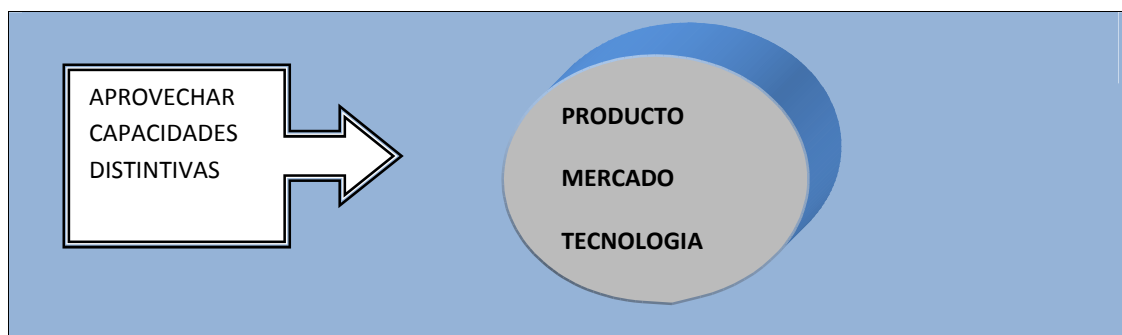 APROVECHAR
CAPACIDADES
DISTINTIVAS
PRODUCTO
MERCADO
TECNOLOGIA